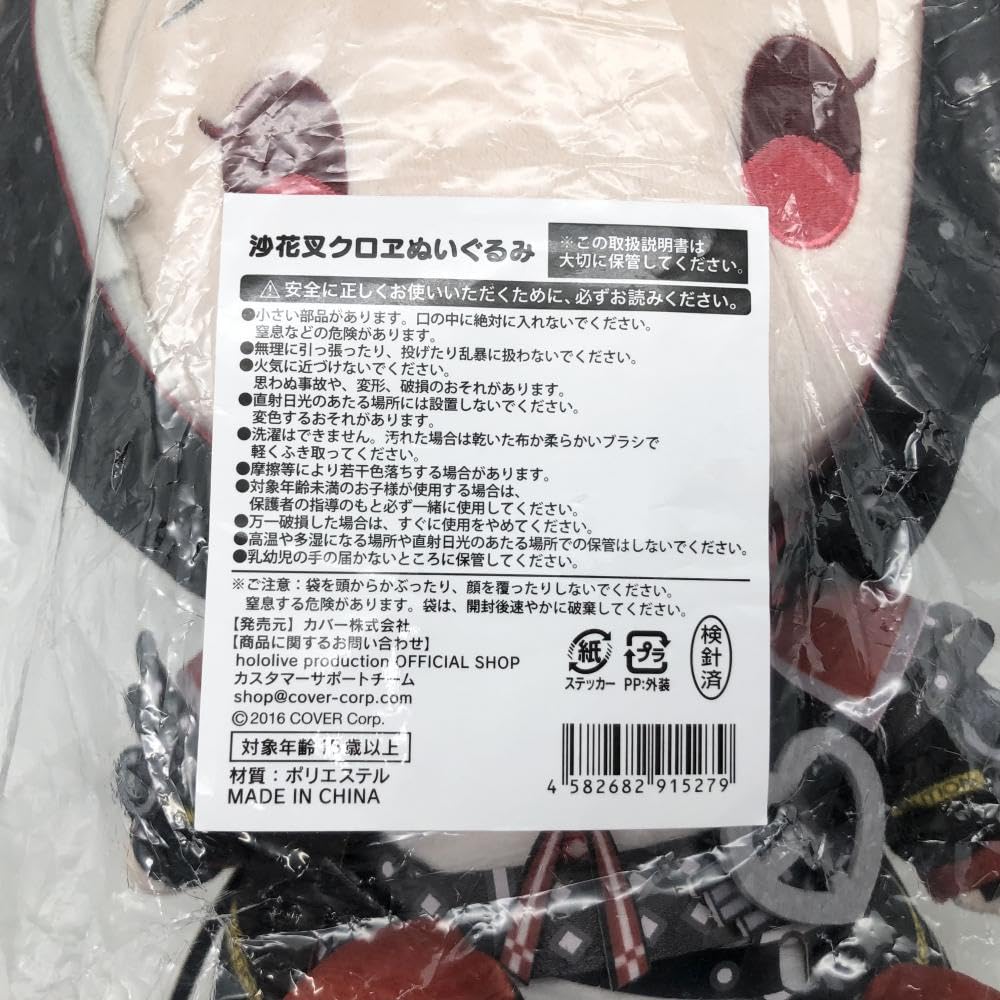 沙花叉クロヱぬいぐるみ
※この取扱説明書は
大切に保管してください。
⚠安全に正しくお使いいただくために、必ずお読みください。
●小さい部品があります。口の中に絶対に入れないでください。
窒息などの危険があります。
●無理に引っ張ったり、投げたり乱暴に扱わないでください。
●火気に近づけないでください。
思わぬ事故や、変形、破損のおそれがあります。
●直射日光のあたる場所には設置しないでください。
変色するおそれがあります。
●洗濯はできません。汚れた場合は乾いた布か柔らかいブラシで
軽くふき取ってください。
●摩擦等により若干色落ちする場合があります。
●対象年齢未満のお子様が使用する場合は、
保護者の指導のもと必ず一緒に使用してください。
●万一破損した場合は、すぐに使用をやめてください。
●高温や多湿になる場所や直射日光のあたる場所での保管はしないでください。
●乳幼児の手の届かないところに保管してください。
※ご注意：袋を頭からかぶったり、顔を覆ったりしないでください。
窒息する危険があります。袋は、開封後速やかに破棄してください。
【発売元】カバー株式会社
【商品に関するお問い合わせ】
hololive production OFFICIAL SHOP
カスタマーサポートチーム
shop@cover-corp.com
©2016 COVER Corp.
対象年齢 15歳以上
材質：ポリエステル
MADE IN CHINA
紙
ステッカー
プラ
PP:外装
検針済
4 582682 915279